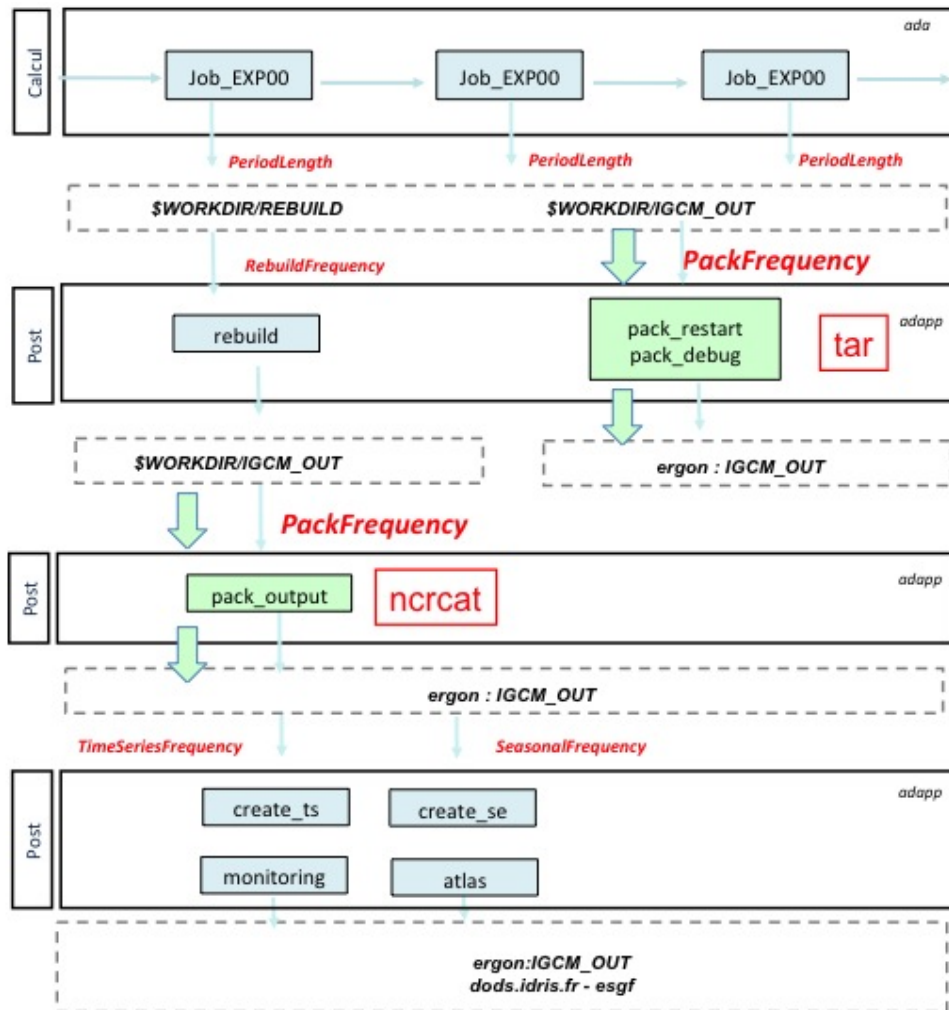 ada
Calcul
Job_EXP00
Job_EXP00
Job_EXP00
PeriodLength
PeriodLength
PeriodLength
$WORKDIR/REBUILD
$WORKDIR/IGCM_OUT
RebuildFrequency
PackFrequency
Post
adapp
rebuild
pack_restart
pack_debug
tar
$WORKDIR/IGCM_OUT
ergon : IGCM_OUT
PackFrequency
Post
adapp
pack_output
ncrcat
ergon : IGCM_OUT
TimeSeriesFrequency
SeasonalFrequency
Post
adapp
create_ts
create_se
monitoring
atlas
ergon:IGCM_OUT
dods.idris.fr - esgf